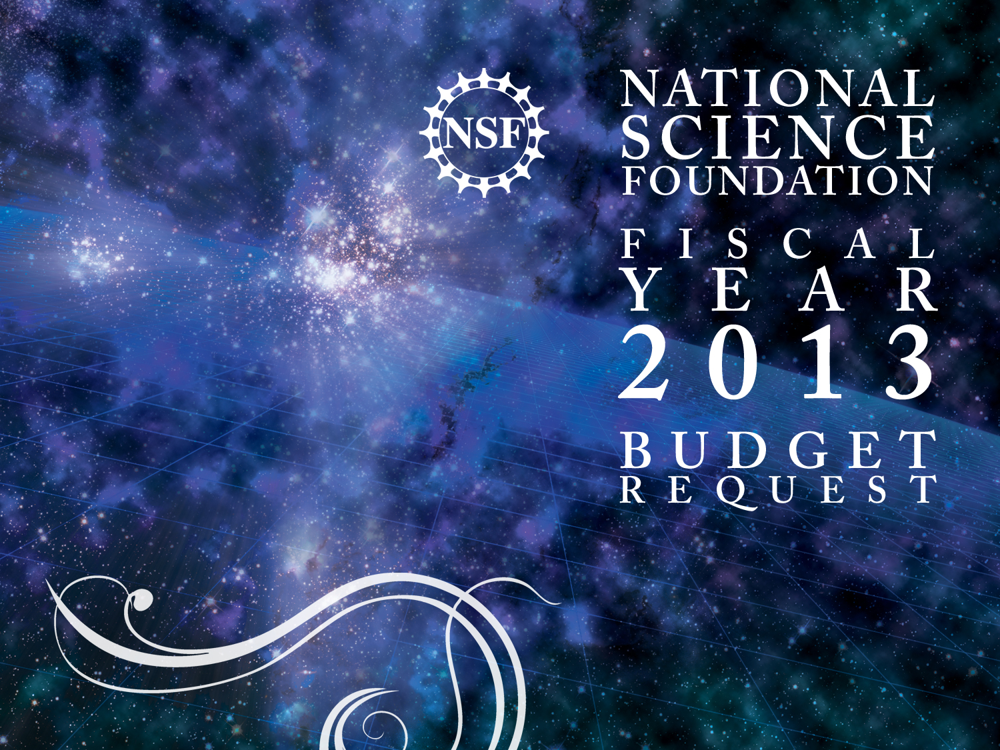 NSF
NATIONAL
SCIENCE
FOUNDATION
FISCAL
YEAR
2013
BUDGET
REQUEST